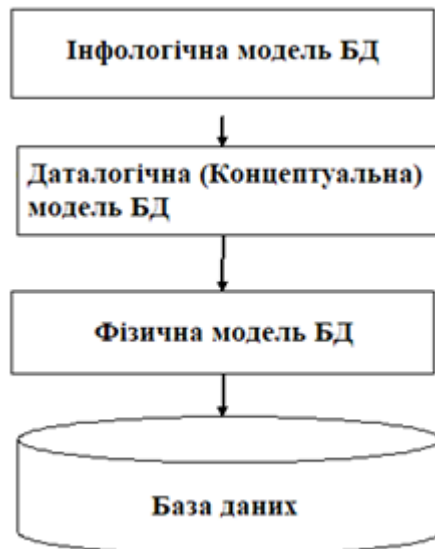 Інфологічна модель БД
Даталогічна (Концептуальна)
модель БД
Фізична модель БД
База даних